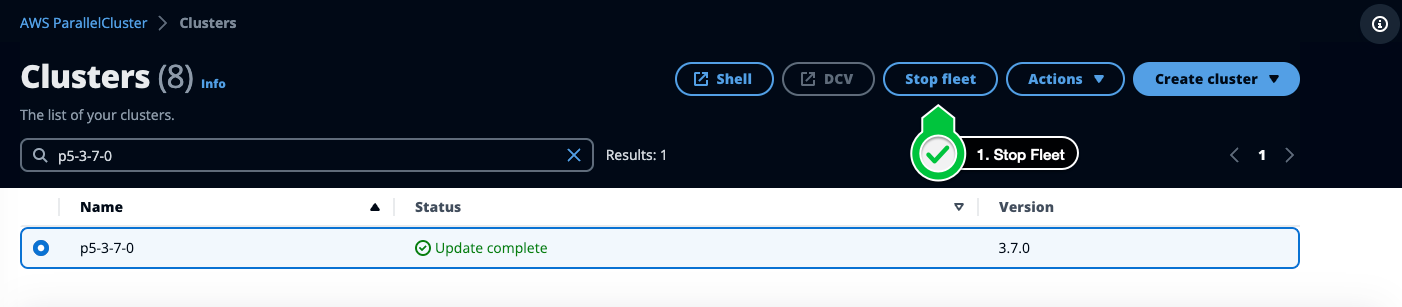 AWS ParallelCluster > Clusters
Clusters (8) Info
Shell DCV Stop fleet Actions Create cluster
The list of your clusters.
p5-3-7-0 Results: 1 1. Stop Fleet < 1 >
Name Status Version
p5-3-7-0 Update complete 3.7.0